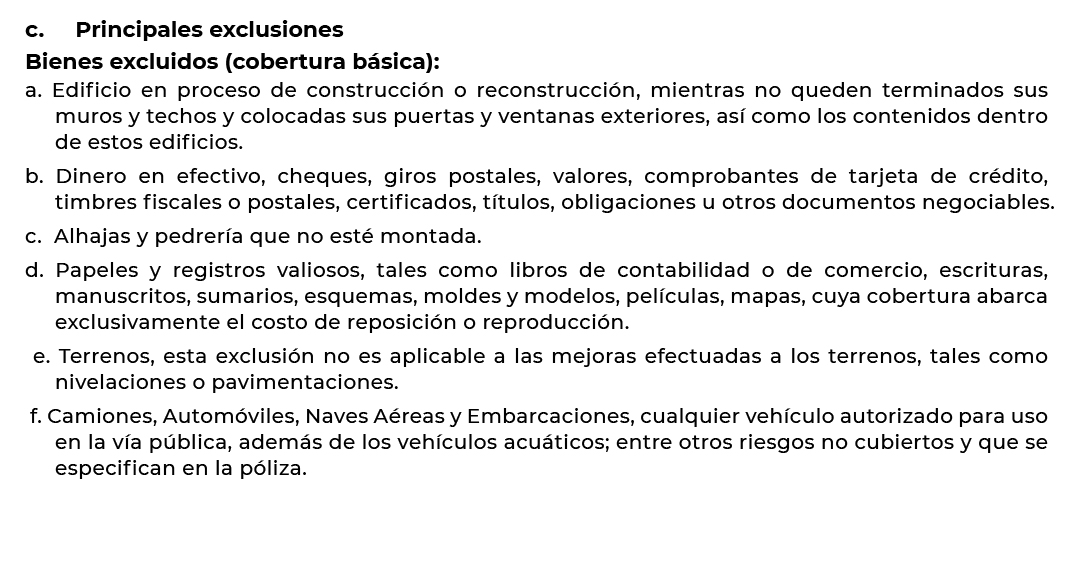 c. Principales exclusiones
Bienes excluidos (cobertura básica):
a. Edificio en proceso de construcción o reconstrucción, mientras no queden terminados sus
muros y techos y colocadas sus puertas y ventanas exteriores, así como los contenidos dentro
de estos edificios.
b. Dinero en efectivo, cheques, giros postales, valores, comprobantes de tarjeta de crédito,
timbres fiscales o postales, certificados, títulos, obligaciones u otros documentos negociables.
c. Alhajas y pedrería que no esté montada.
d. Papeles y registros valiosos, tales como libros de contabilidad o de comercio, escrituras,
manuscritos, sumarios, esquemas, moldes y modelos, películas, mapas, cuya cobertura abarca
exclusivamente el costo de reposición o reproducción.
e. Terrenos, esta exclusión no es aplicable a las mejoras efectuadas a los terrenos, tales como
nivelaciones o pavimentaciones.
f. Camiones, Automóviles, Naves Aéreas y Embarcaciones, cualquier vehículo autorizado para uso
en la vía pública, además de los vehículos acuáticos; entre otros riesgos no cubiertos y que se
especifican en la póliza.